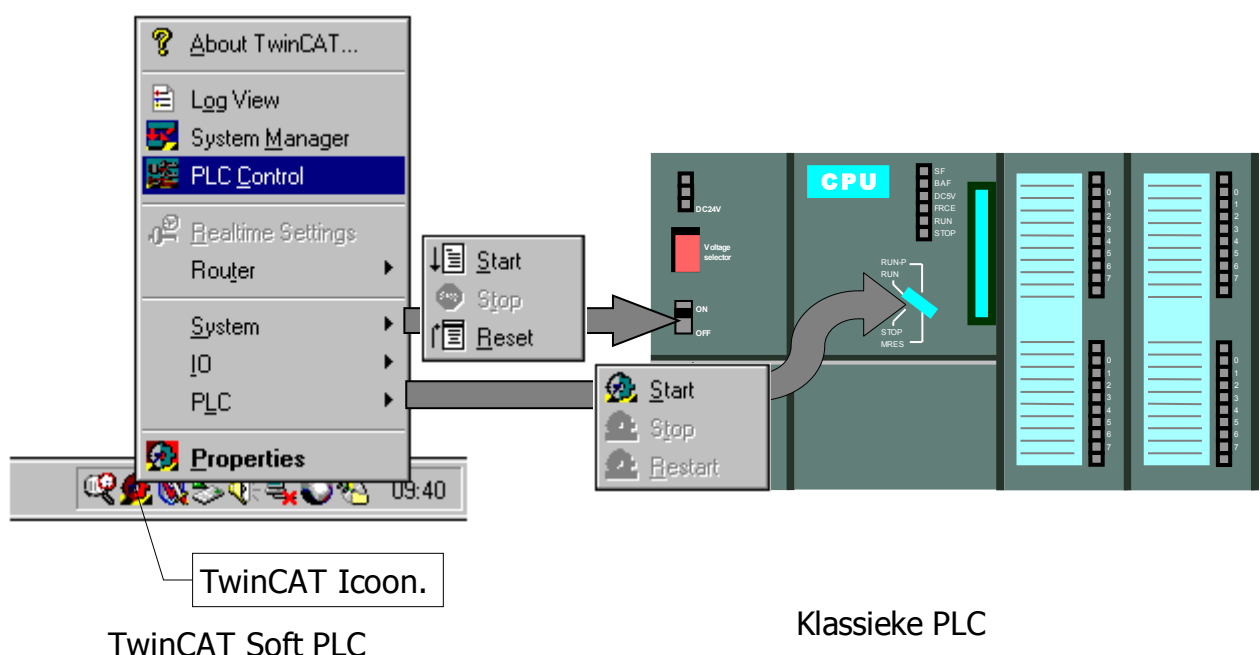 About TwinCAT...
Log View
System Manager
PLC Control
Realtime Settings
Router
System
IO
PLC
Properties
09:40
Start
Stop
Reset
Start
Stop
Restart
TwinCAT Icoon.
TwinCAT Soft PLC
DC24V
Voltage
selector
ON
OFF
CPU
SF
BAF
DC5V
FRCE
RUN
STOP
RUN-P
RUN
STOP
MRES
0
1
2
3
4
5
6
7
0
1
2
3
4
5
6
7
0
1
2
3
4
5
6
7
0
1
2
3
4
5
6
7
Klassieke PLC